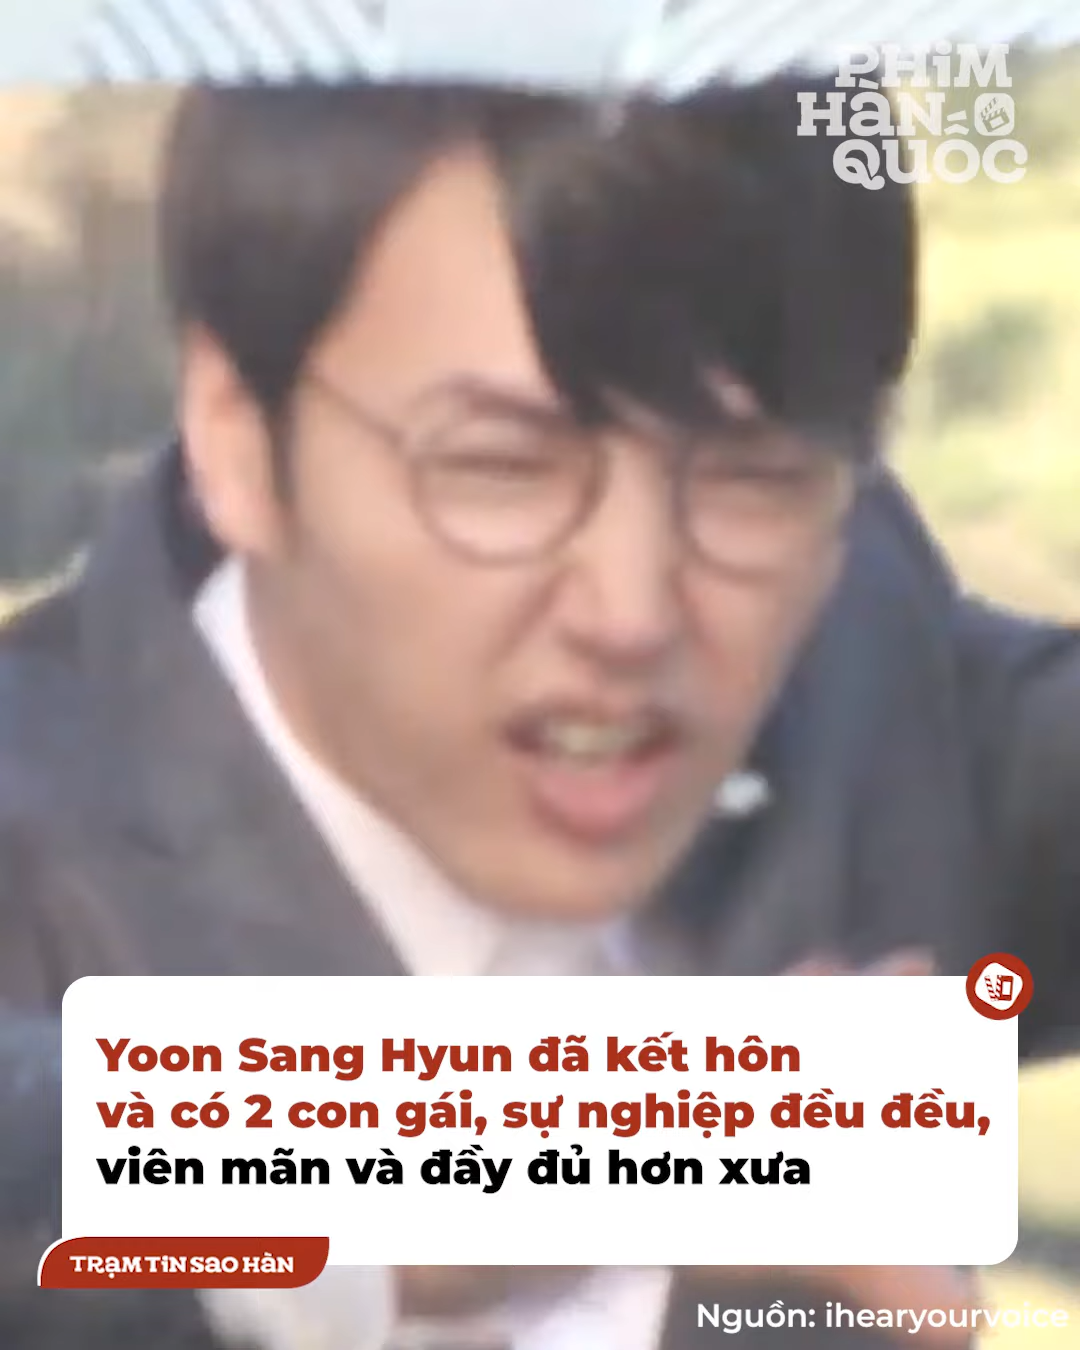 PHiM
HÀN
QUỐC
Yoon Sang Hyun đã kết hôn
và có 2 con gái, sự nghiệp đều đều,
viên mãn và đầy đủ hơn xưa
TRẠM TIN SAO HÀN
Nguồn: ihearyourvoice